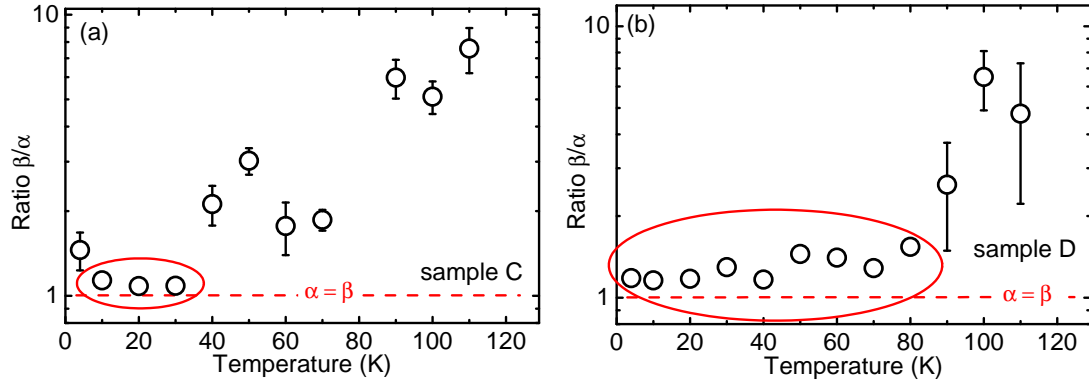 (a)
10
1
Ratio β/α
sample C
α = β
0 20 40 60 80 100 120
Temperature (K)
(b)
10
1
Ratio β/α
sample D
α = β
0 20 40 60 80 100 120
Temperature (K)